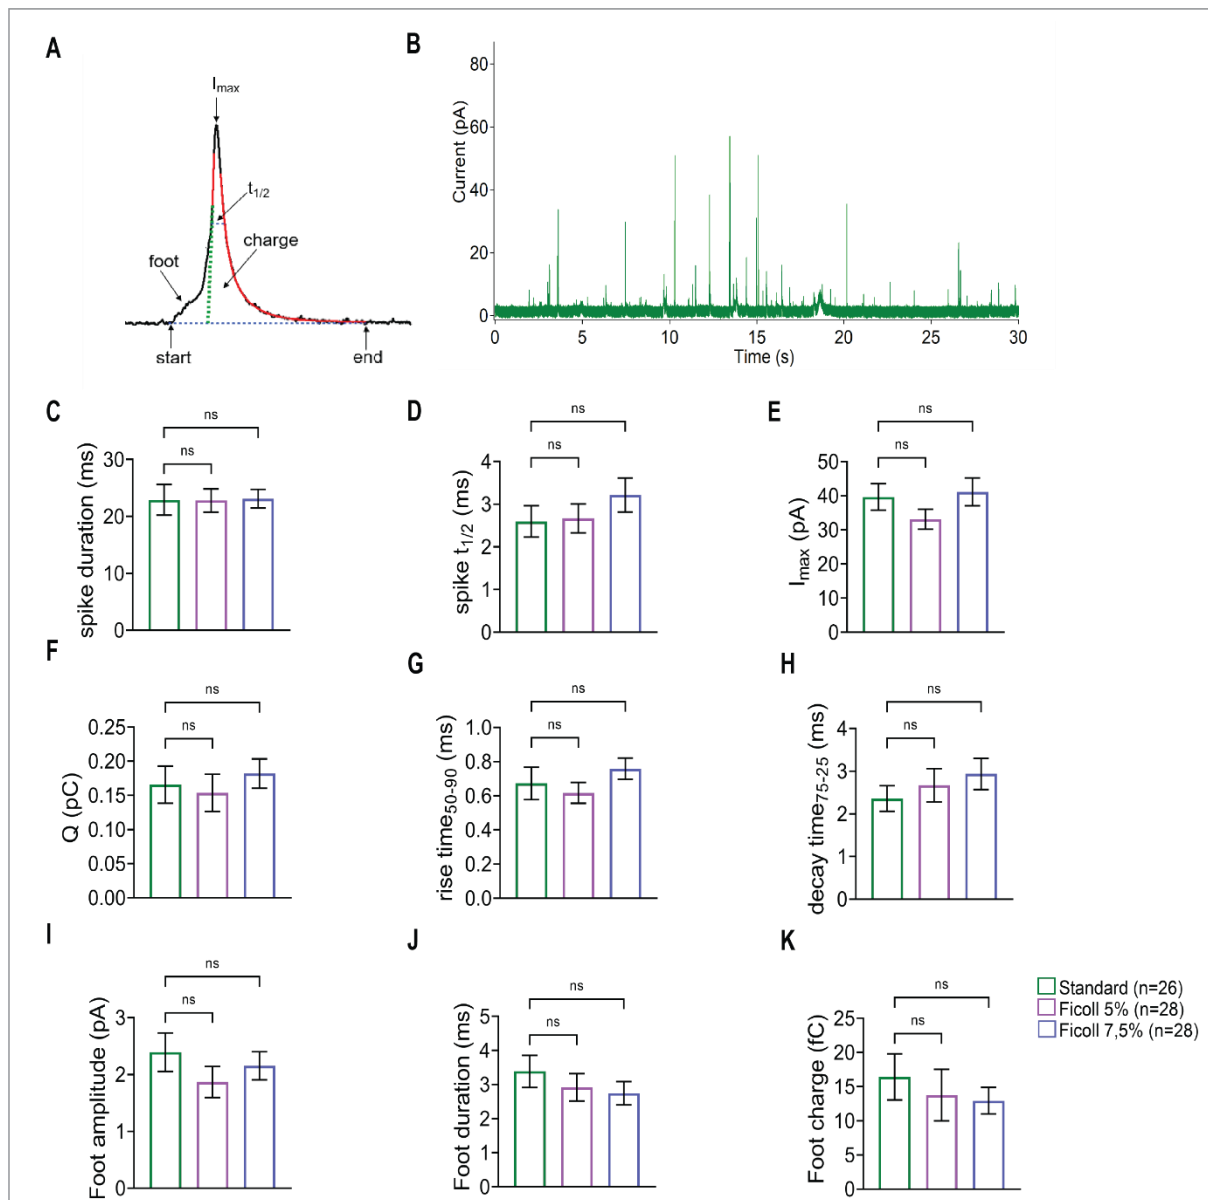 A
I_max
t_1/2
charge
foot
start
end
B
Current (pA)
80
60
40
20
0
0 5 10 15 20 25 30
Time (s)
C
ns
ns
spike duration (ms)
30
20
10
0
D
ns
ns
spike t_1/2 (ms)
4
3
2
1
0
E
ns
ns
I_max (pA)
50
40
30
20
10
0
F
ns
ns
Q (pC)
0.25
0.20
0.15
0.10
0.05
0.00
G
ns
ns
rise time_50-90 (ms)
1.0
0.8
0.6
0.4
0.2
0.0
H
ns
ns
decay time_75-25 (ms)
4
3
2
1
0
I
ns
ns
Foot amplitude (pA)
3
2
1
0
J
ns
ns
Foot duration (ms)
5
4
3
2
1
0
K
ns
ns
Foot charge (fC)
25
20
15
10
5
0
Standard (n=26)
Ficoll 5% (n=28)
Ficoll 7,5% (n=28)